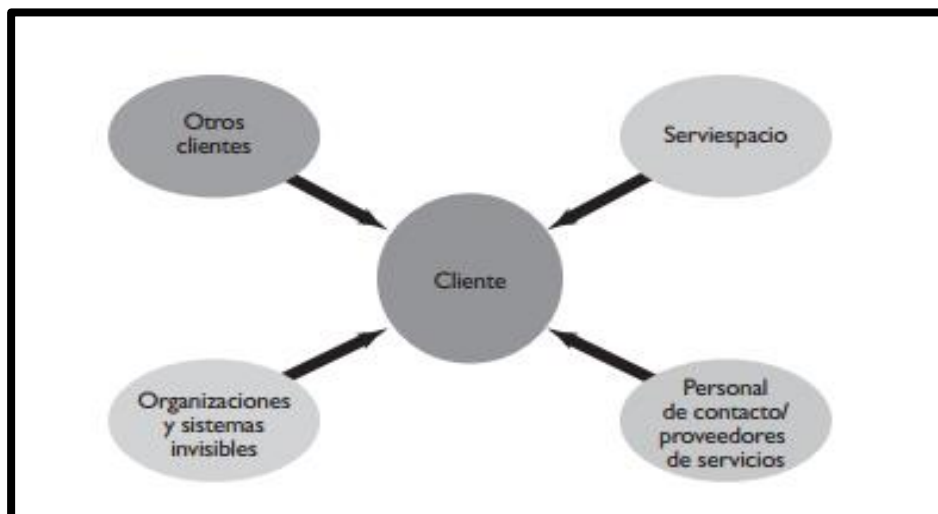 Otros
clientes
Serviespacio
Cliente
Organizaciones
y sistemas
invisibles
Personal
de contacto/
proveedores
de servicios